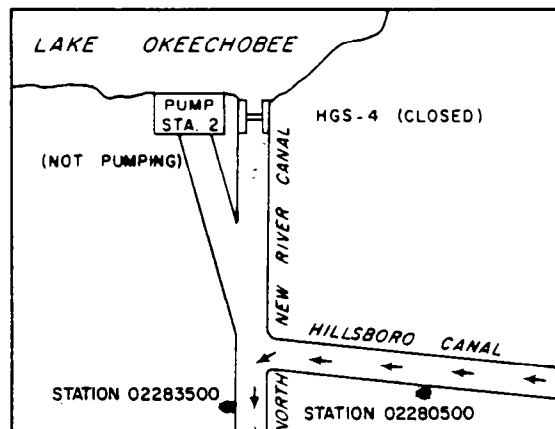 LAKE OKEECHOBEE
PUMP
STA. 2
HGS-4 (CLOSED)
(NOT PUMPING)
NORTH NEW RIVER CANAL
HILLSBORO CANAL
STATION 02283500
STATION 02280500